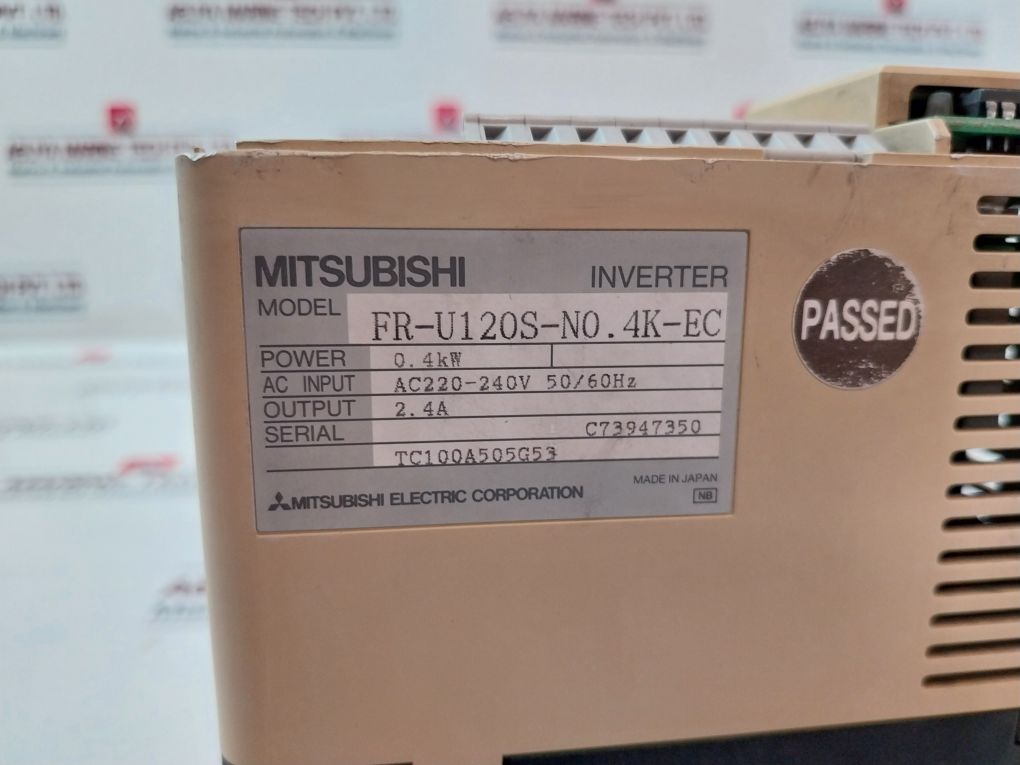 MITSUBISHI INVERTER
MODEL FR-U120S-N0.4K-EC
POWER 0.4kW
AC INPUT AC220-240V 50/60Hz
OUTPUT 2.4A
SERIAL C73947350
TC100A505G53
MITSUBISHI ELECTRIC CORPORATION
MADE IN JAPAN
NB
PASSED